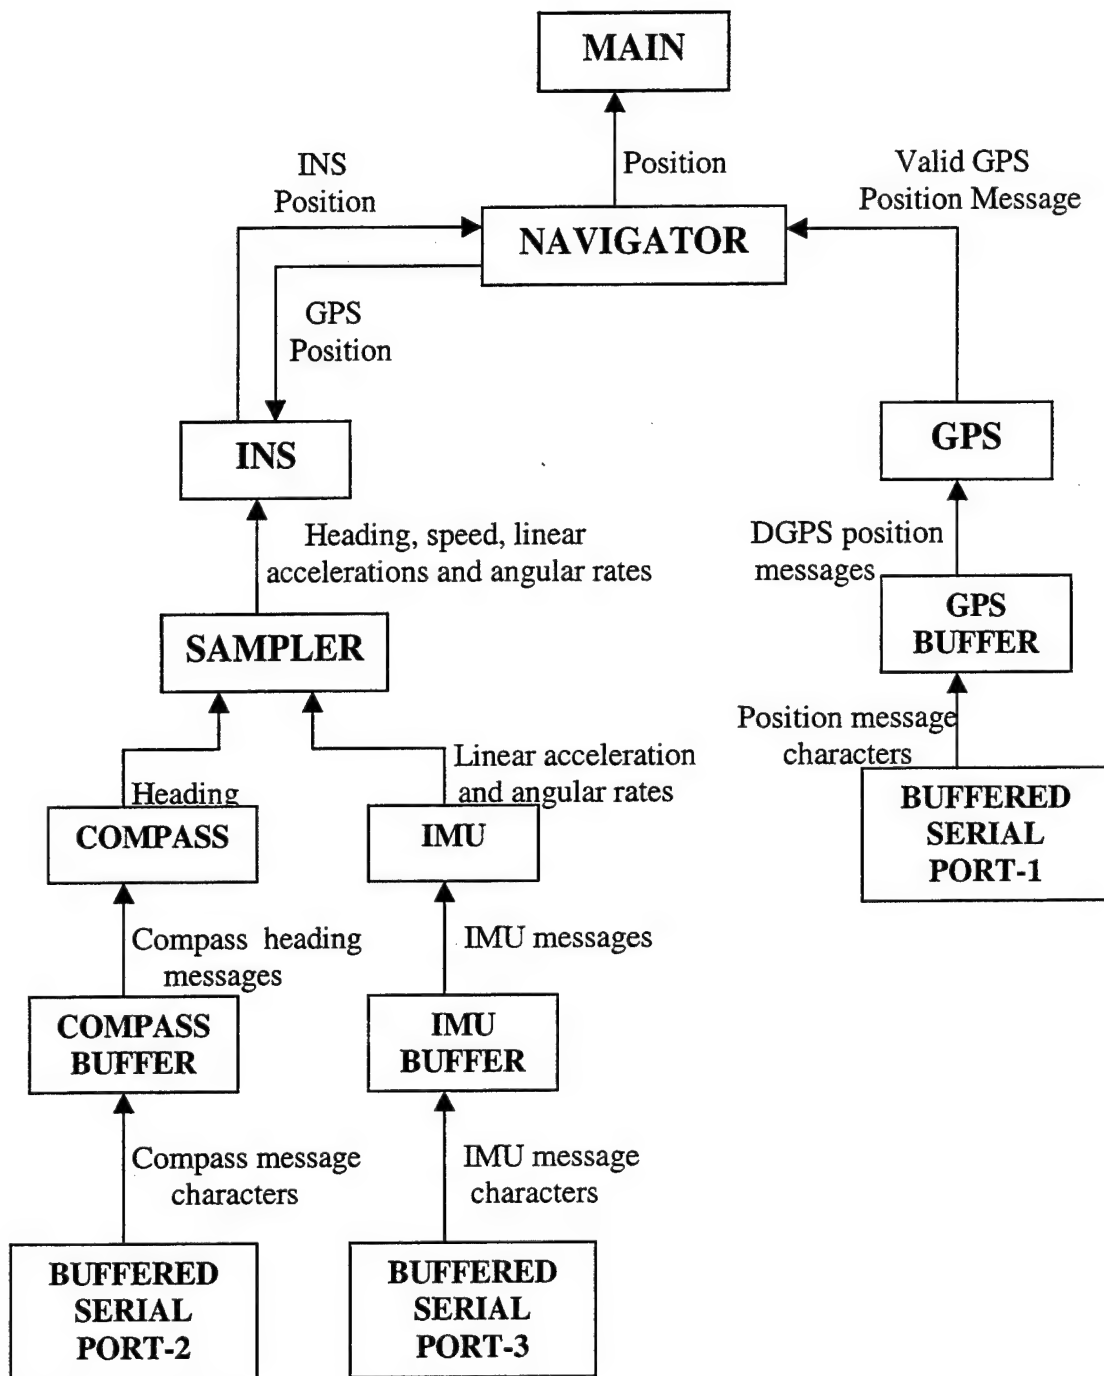 MAIN
INS
Position
Position
Valid GPS
Position Message
NAVIGATOR
GPS
Position
INS
GPS
Heading, speed, linear
accelerations and angular rates
DGPS position
messages
SAMPLER
GPS
BUFFER
Position message
characters
Heading
Linear acceleration
and angular rates
COMPASS
IMU
BUFFERED
SERIAL
PORT-1
Compass heading
messages
IMU messages
COMPASS
BUFFER
IMU
BUFFER
Compass message
characters
IMU message
characters
BUFFERED
SERIAL
PORT-2
BUFFERED
SERIAL
PORT-3